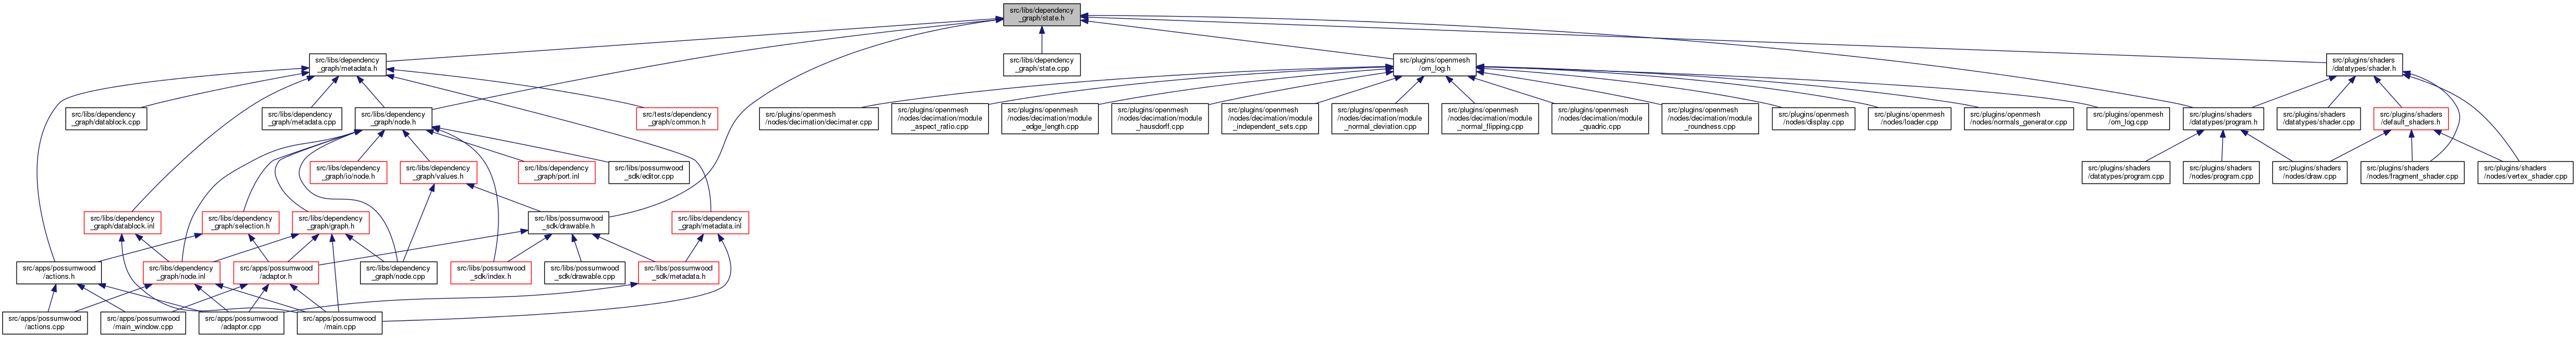 src/libs/dependency
_graph/state.h
src/libs/dependency
_graph/metadata.h
src/libs/dependency
_graph/state.cpp
src/plugins/openmesh
/om_log.h
src/plugins/shaders
/datatypes/shader.h
src/libs/dependency
_graph/datablock.cpp
src/libs/dependency
_graph/metadata.cpp
src/libs/dependency
_graph/node.h
src/tests/dependency
_graph/common.h
src/plugins/openmesh
/nodes/decimation/decimater.cpp
src/plugins/openmesh
/nodes/decimation/module
_aspect_ratio.cpp
src/plugins/openmesh
/nodes/decimation/module
_edge_length.cpp
src/plugins/openmesh
/nodes/decimation/module
_hausdorff.cpp
src/plugins/openmesh
/nodes/decimation/module
_independent_sets.cpp
src/plugins/openmesh
/nodes/decimation/module
_normal_deviation.cpp
src/plugins/openmesh
/nodes/decimation/module
_normal_flipping.cpp
src/plugins/openmesh
/nodes/decimation/module
_quadric.cpp
src/plugins/openmesh
/nodes/decimation/module
_roundness.cpp
src/plugins/openmesh
/nodes/display.cpp
src/plugins/openmesh
/nodes/loader.cpp
src/plugins/openmesh
/nodes/normals_generator.cpp
src/plugins/openmesh
/om_log.cpp
src/plugins/shaders
/datatypes/program.h
src/plugins/shaders
/datatypes/shader.cpp
src/plugins/shaders
/default_shaders.h
src/libs/dependency
_graph/io/node.h
src/libs/dependency
_graph/values.h
src/libs/dependency
_graph/port.inl
src/libs/possumwood
_sdk/editor.cpp
src/plugins/shaders
/datatypes/program.cpp
src/plugins/shaders
/nodes/program.cpp
src/plugins/shaders
/nodes/draw.cpp
src/plugins/shaders
/nodes/fragment_shader.cpp
src/plugins/shaders
/nodes/vertex_shader.cpp
src/libs/dependency
_graph/datablock.inl
src/libs/dependency
_graph/selection.h
src/libs/dependency
_graph/graph.h
src/libs/possumwood
_sdk/drawable.h
src/libs/dependency
_graph/metadata.inl
src/apps/possumwood
/actions.h
src/libs/dependency
_graph/node.inl
src/apps/possumwood
/adaptor.h
src/libs/dependency
_graph/node.cpp
src/libs/possumwood
_sdk/index.h
src/libs/possumwood
_sdk/drawable.cpp
src/libs/possumwood
_sdk/metadata.h
src/apps/possumwood
/actions.cpp
src/apps/possumwood
/main_window.cpp
src/apps/possumwood
/adaptor.cpp
src/apps/possumwood
/main.cpp